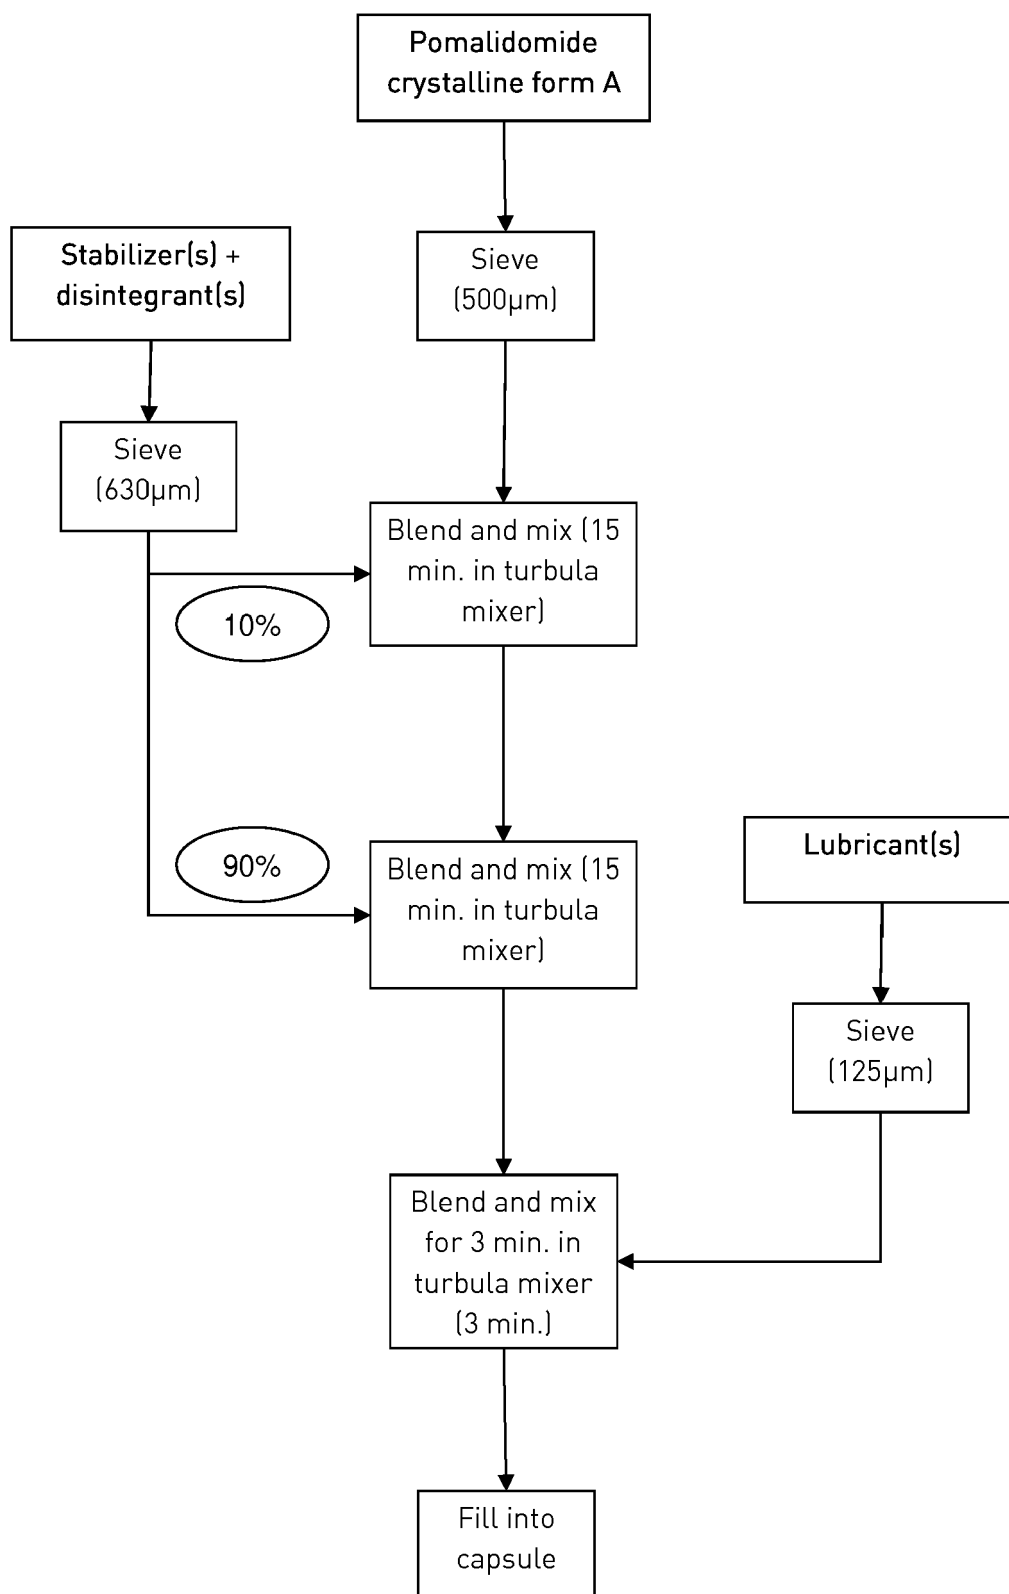 Pomalidomide
crystalline form A
Stabilizer(s) +
disintegrant(s)
Sieve
(500µm)
Sieve
(630µm)
Blend and mix (15
min. in turbula
mixer)
10%
90%
Blend and mix (15
min. in turbula
mixer)
Lubricant(s)
Sieve
(125µm)
Blend and mix
for 3 min. in
turbula mixer
(3 min.)
Fill into
capsule